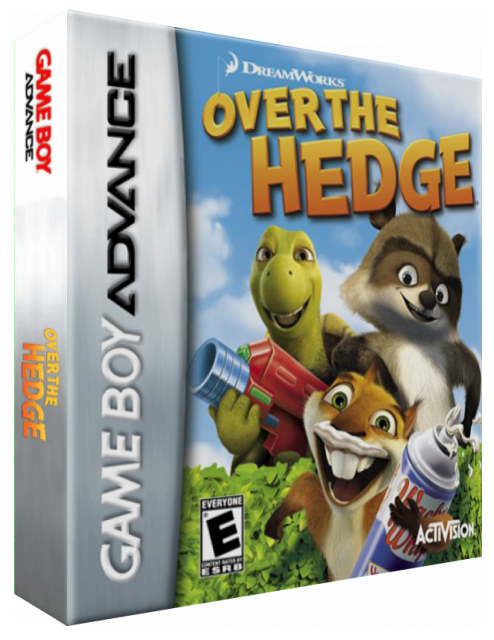 GAME BOY
ADVANCE
OVER THE
HEDGE
GAME BOY ADVANCE
DREAMWORKS
OVER THE
HEDGE
TM
EVERYONE
E
CONTENT RATED BY
ESRB
ACTIVISION